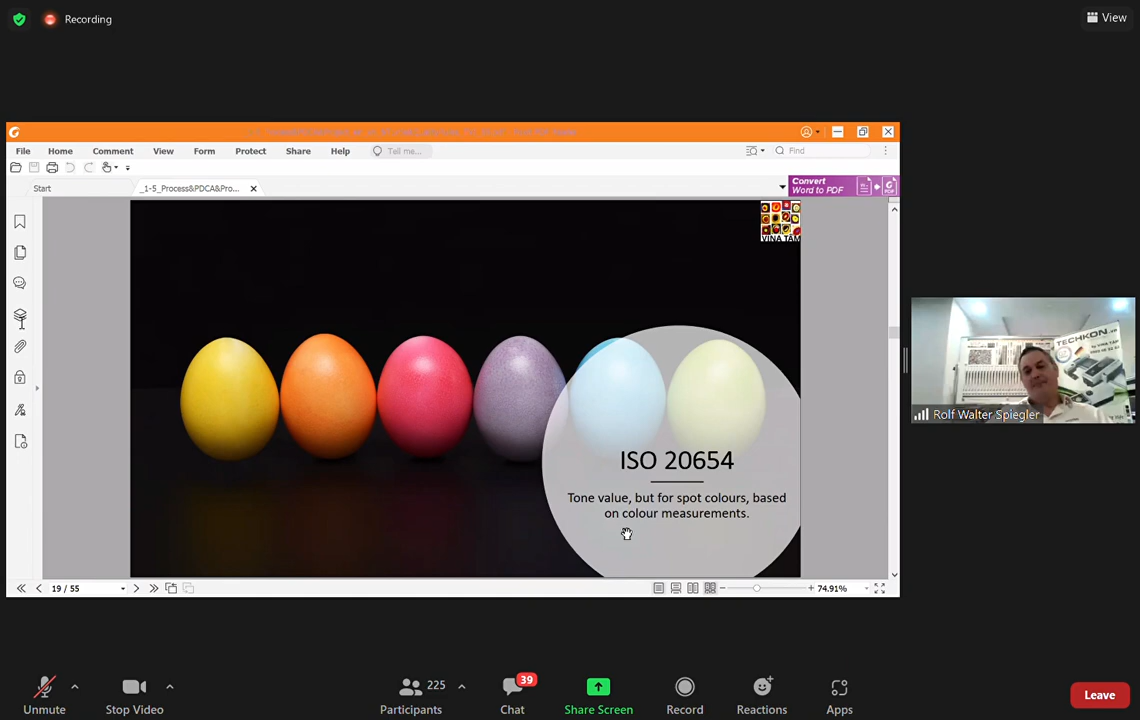 Recording
View
File Home Comment View Form Protect Share Help Tell me... Find
Start _1-5_Process&PDCA&Pro...
Convert
Word to PDF
PDF
VINA TAM
ISO 20654
Tone value, but for spot colours, based
on colour measurements.
TECHKON.vn
Rolf Walter Spiegler
19 / 55
74.91%
225
39
Unmute Stop Video Participants Chat Share Screen Record Reactions Apps
Leave